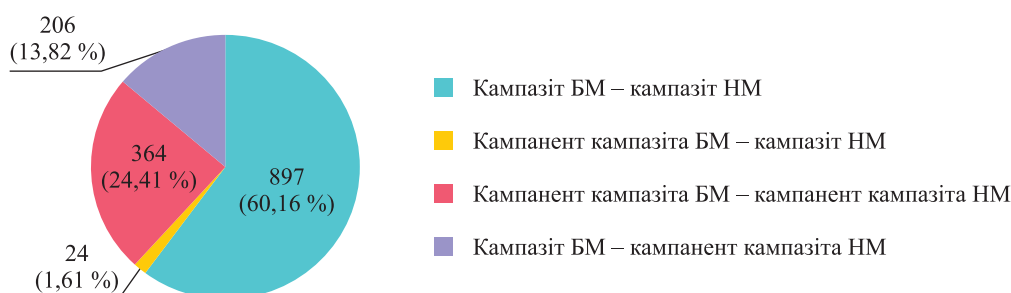 206
(13,82 %)
364
(24,41 %)
897
(60,16 %)
24
(1,61 %)
Кампазіт БМ – кампазіт НМ
Кампанент кампазіта БМ – кампазіт НМ
Кампанент кампазіта БМ – кампанент кампазіта НМ
Кампазіт БМ – кампанент кампазіта НМ